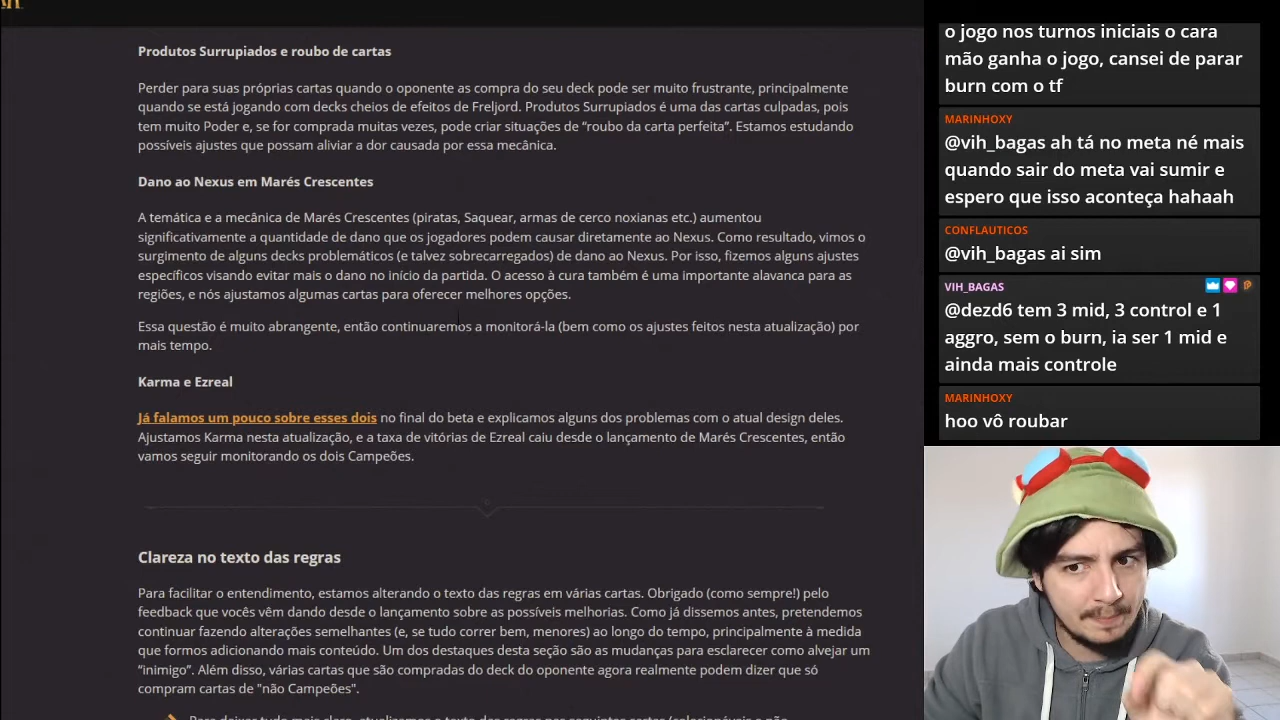 Produtos Surrupiados e roubo de cartas
Perder para suas próprias cartas quando o oponente as compra do seu deck pode ser muito frustrante, principalmente
quando se está jogando com decks cheios de efeitos de Freljord. Produtos Surrupiados é uma das cartas culpadas, pois
tem muito Poder e, se for comprada muitas vezes, pode criar situações de “roubo da carta perfeita”. Estamos estudando
possíveis ajustes que possam aliviar a dor causada por essa mecânica.
Dano ao Nexus em Marés Crescentes
A temática e a mecânica de Marés Crescentes (piratas, Saquear, armas de cerco noxianas etc.) aumentou
significativamente a quantidade de dano que os jogadores podem causar diretamente ao Nexus. Como resultado, vimos o
surgimento de alguns decks problemáticos (e talvez sobrecarregados) de dano ao Nexus. Por isso, fizemos alguns ajustes
específicos visando evitar mais o dano no início da partida. O acesso à cura também é uma importante alavanca para as
regiões, e nós ajustamos algumas cartas para oferecer melhores opções.
Essa questão é muito abrangente, então continuaremos a monitorá-la (bem como os ajustes feitos nesta atualização) por
mais tempo.
Karma e Ezreal
Já falamos um pouco sobre esses dois no final do beta e explicamos alguns dos problemas com o atual design deles.
Ajustamos Karma nesta atualização, e a taxa de vitórias de Ezreal caiu desde o lançamento de Marés Crescentes, então
vamos seguir monitorando os dois Campeões.
Clareza no texto das regras
Para facilitar o entendimento, estamos alterando o texto das regras em várias cartas. Obrigado (como sempre!) pelo
feedback que vocês vêm dando desde o lançamento sobre as possíveis melhorias. Como já dissemos antes, pretendemos
continuar fazendo alterações semelhantes (e, se tudo correr bem, menores) ao longo do tempo, principalmente à medida
que formos adicionando mais conteúdo. Um dos destaques desta seção são as mudanças para esclarecer como alvejar um
"inimigo". Além disso, várias cartas que são compradas do deck do oponente agora realmente podem dizer que só
compram cartas de "não Campeões".
Para deixar tudo mais claro, atualizamos o texto das regras nas seguintes cartas (colecionáveis e não
o jogo nos turnos iniciais o cara
mão ganha o jogo, cansei de parar
burn com o tf
MARINHOXY
@vih_bagas ah tá no meta né mais
quando sair do meta vai sumir e
espero que isso aconteça hahaah
CONFLAUTICOS
@vih_bagas ai sim
VIH_BAGAS
@dezd6 tem 3 mid, 3 control e 1
aggro, sem o burn, ia ser 1 mid e
ainda mais controle
MARINHOXY
hoo vô roubar